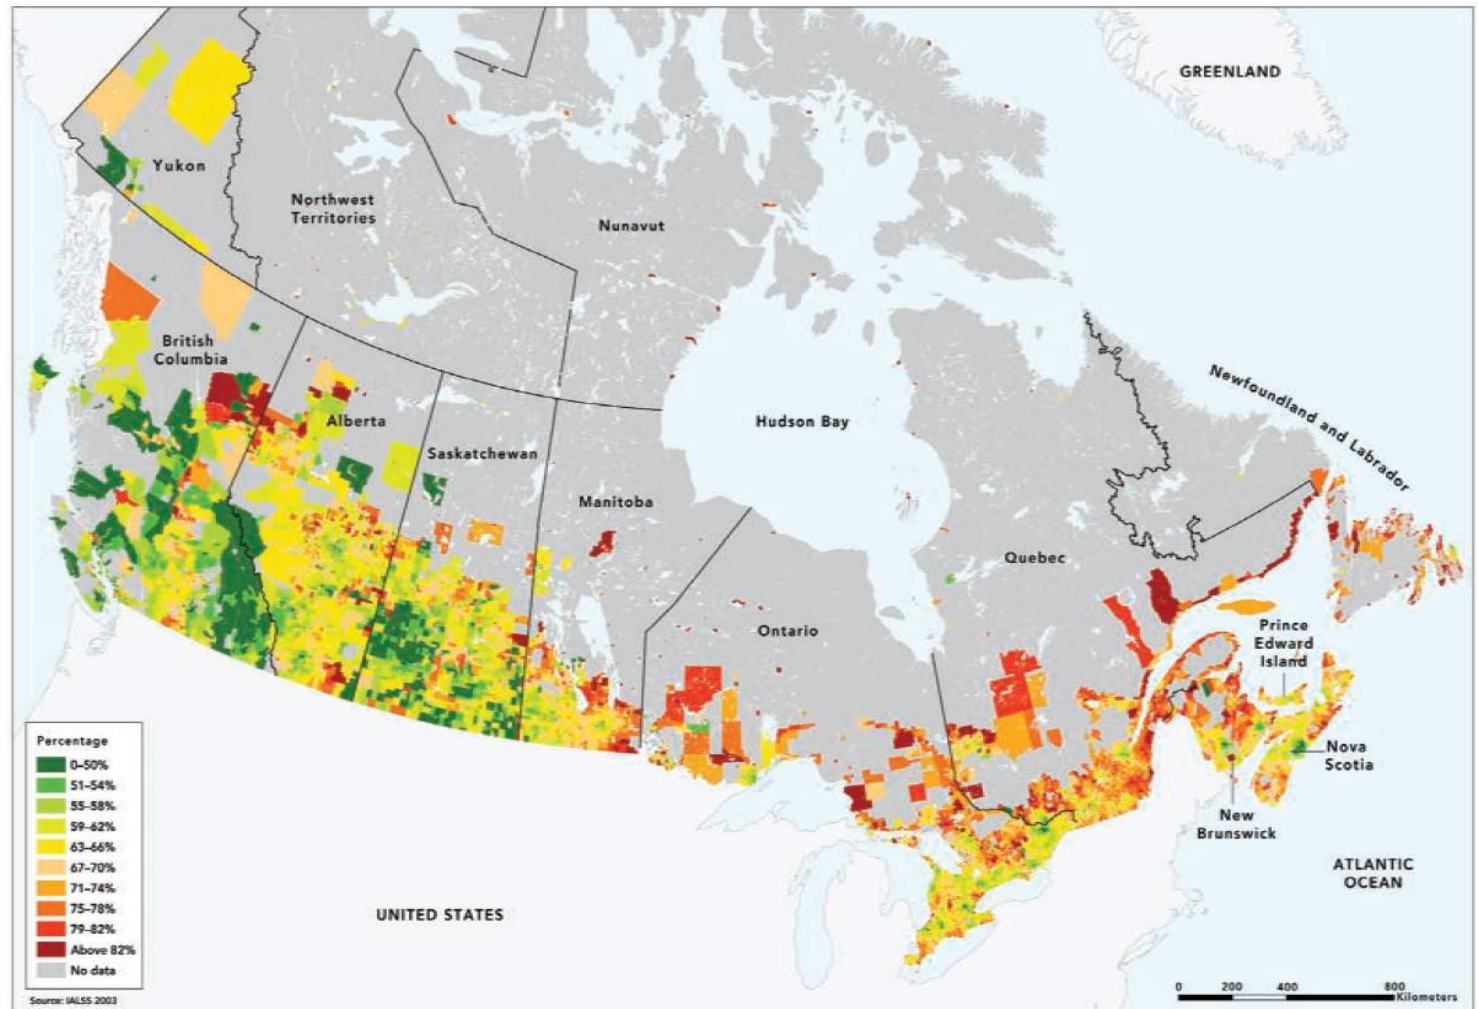 GREENLAND
Yukon
Northwest
Territories
Nunavut
British
Columbia
Alberta
Saskatchewan
Manitoba
Hudson Bay
Newfoundland and Labrador
Ontario
Quebec
Prince
Edward
Island
Nova
Scotia
New
Brunswick
ATLANTIC
OCEAN
UNITED STATES
Percentage
0–50%
51–54%
55–58%
59–62%
63–66%
67–70%
71–74%
75–78%
79–82%
Above 82%
No data
Source: IALSS 2003
0 200 400 800
Kilometers